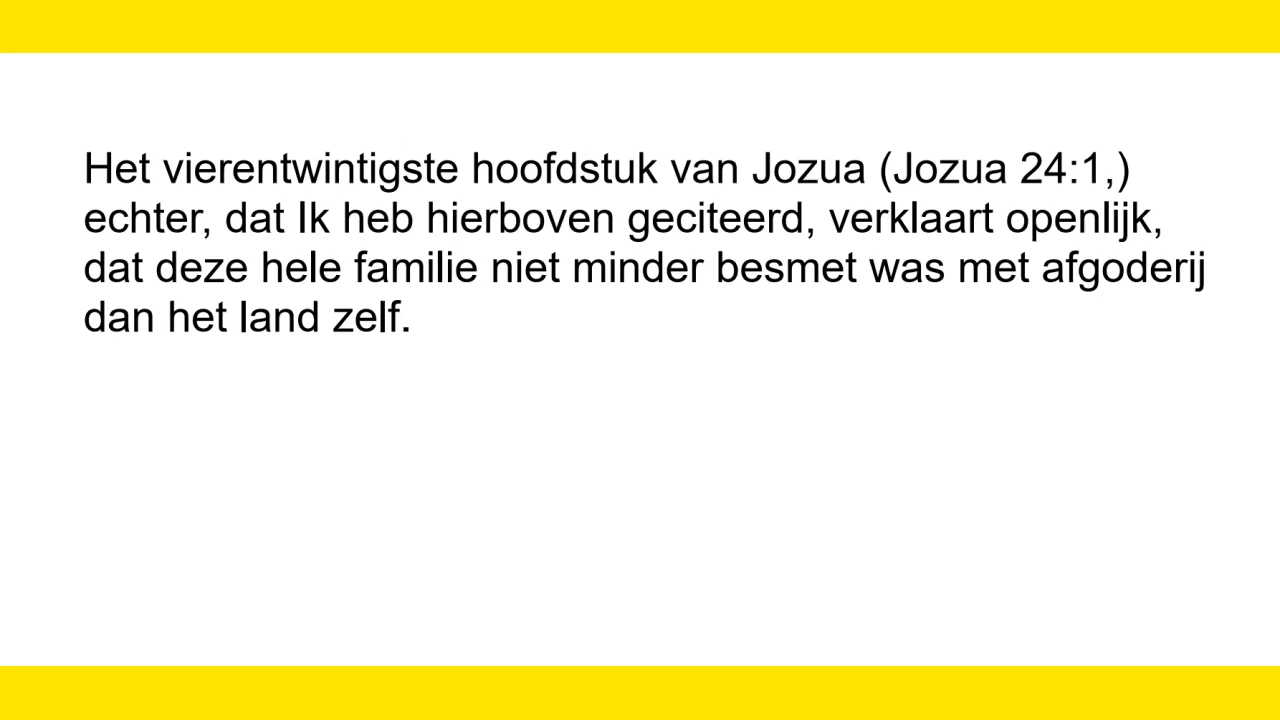 Het vierentwintigste hoofdstuk van Jozua (Jozua 24:1,)
echter, dat Ik heb hierboven geciteerd, verklaart openlijk,
dat deze hele familie niet minder besmet was met afgoderij
dan het land zelf.